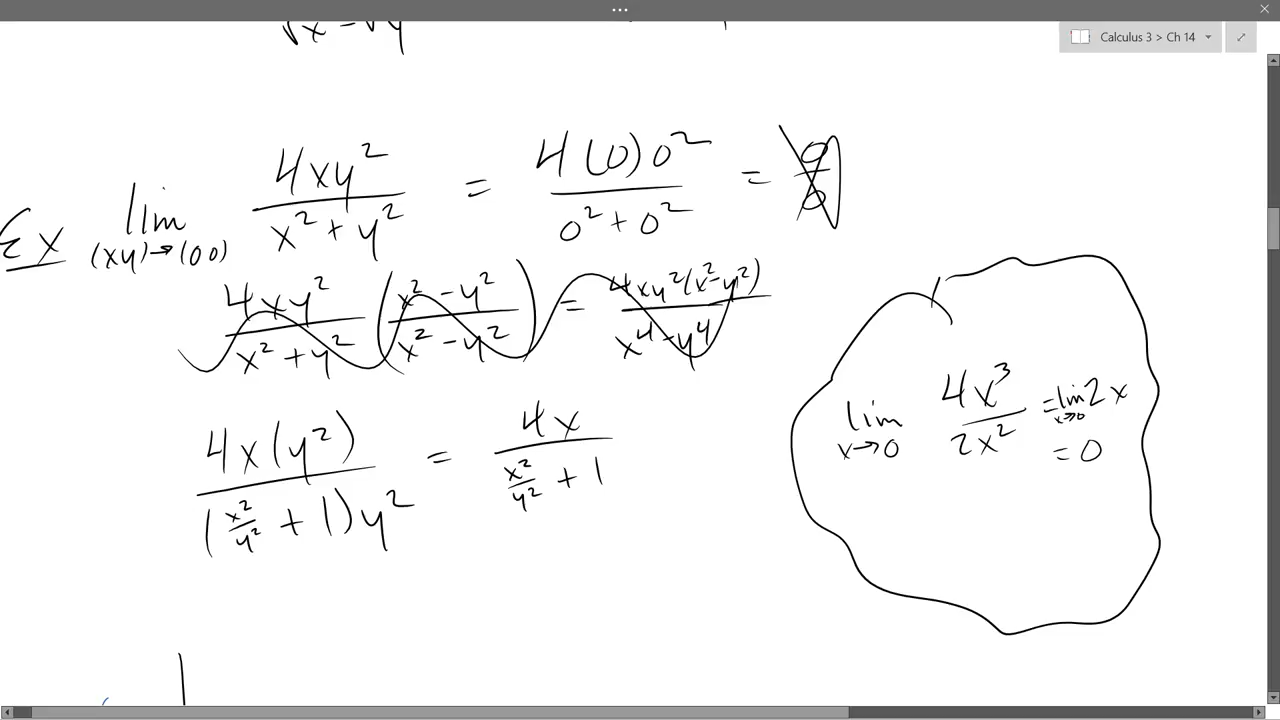 √x - √y
Calculus 3 > Ch 14
Ex lim (xy)→(00) 4xy²/(x² + y²) = 4(0)0²/(0² + 0²) = 0/0
4xy²/(x² + y²) (x² - y²/x² - y²) = 4xy²(x² - y²)/(x⁴ - y⁴)
4x(y²)/((x²/y² + 1)y²) = 4x/(x²/y² + 1)
lim x→0 4x³/2x² = lim x→0 2x
= 0